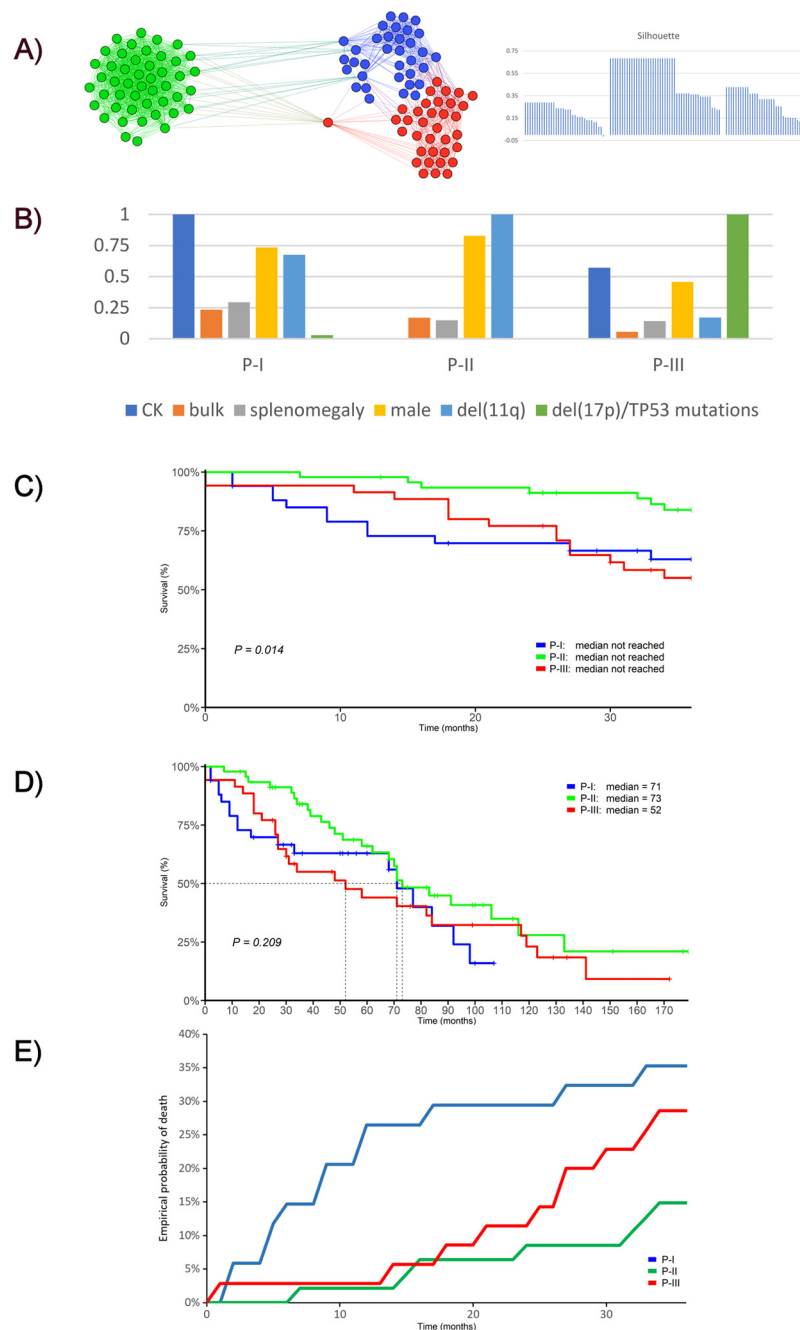 A)
Silhouette
0.75
0.55
0.35
0.15
-0.05
B)
1
0.75
0.5
0.25
0
P-I P-II P-III
CK bulk splenomegaly male del(11q) del(17p)/TP53 mutations
C)
100%
75%
50%
25%
0%
Survival (%)
P = 0.014
P-I: median not reached
P-II: median not reached
P-III: median not reached
0 10 20 30
Time (months)
D)
100%
75%
50%
25%
0%
Survival (%)
P = 0.209
P-I: median = 71
P-II: median = 73
P-III: median = 52
0 10 20 30 40 50 60 70 80 90 100 110 120 130 140 150 160 170
Time (months)
E)
40%
35%
30%
25%
20%
15%
10%
5%
0%
Empirical probability of death
P-I
P-II
P-III
0 10 20 30
Time (months)